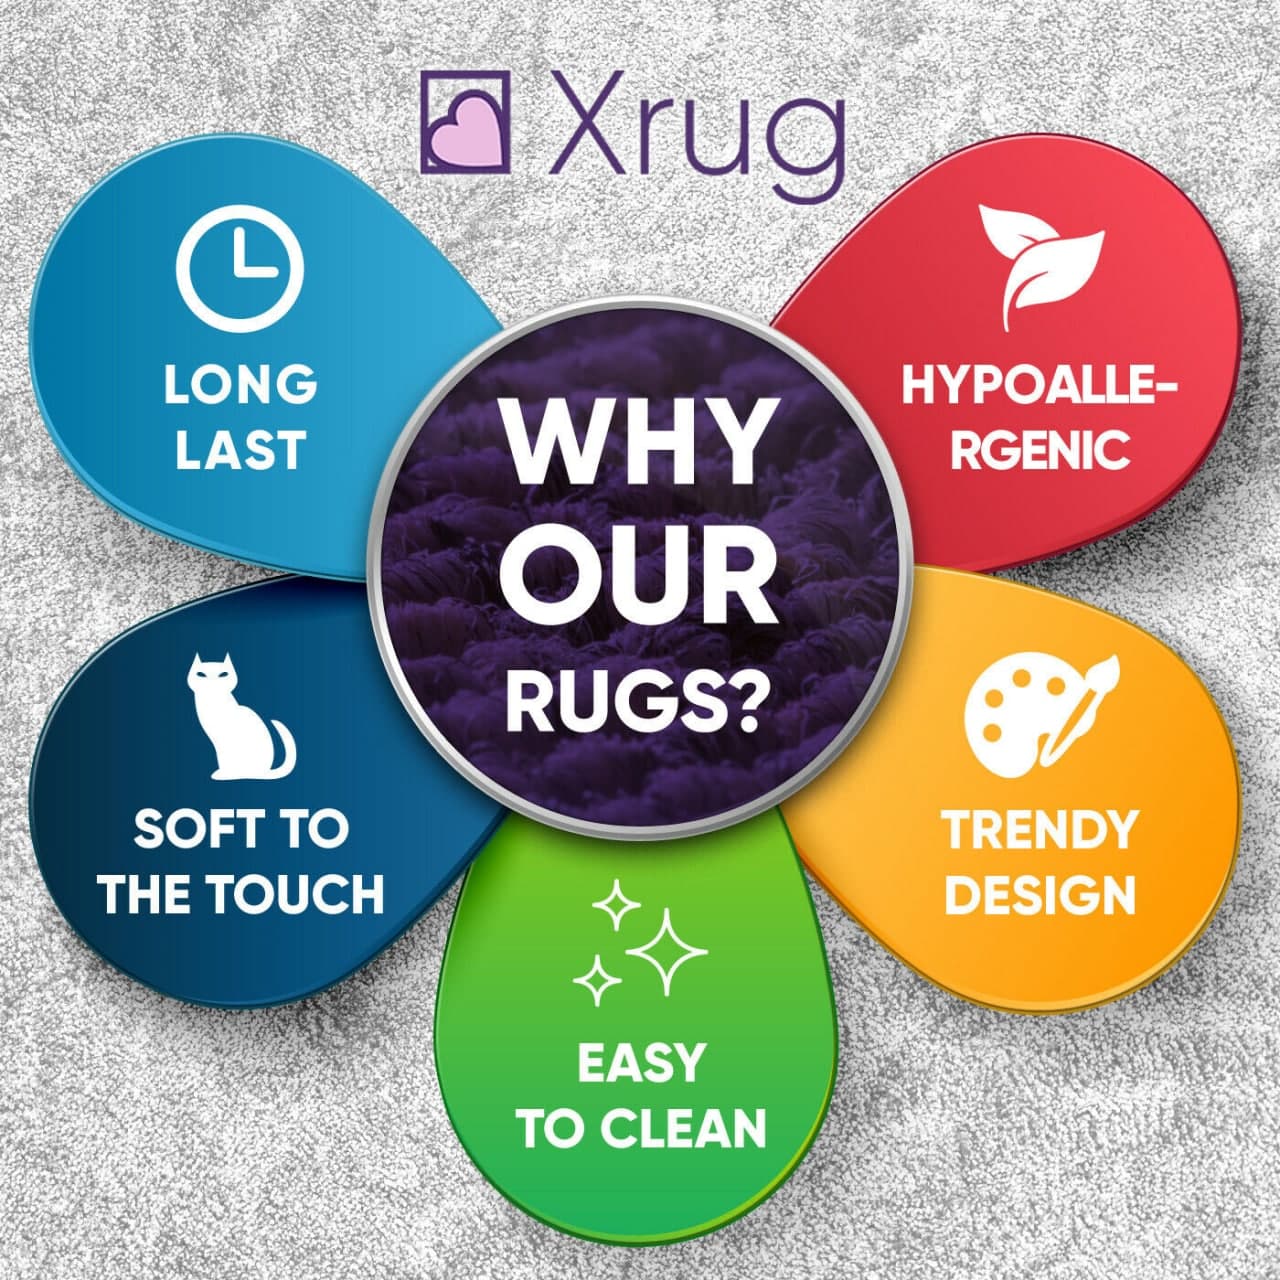 Xrug
LONG
LAST
HYPOALLE-
RGENIC
WHY
OUR
RUGS?
SOFT TO
THE TOUCH
TRENDY
DESIGN
EASY
TO CLEAN